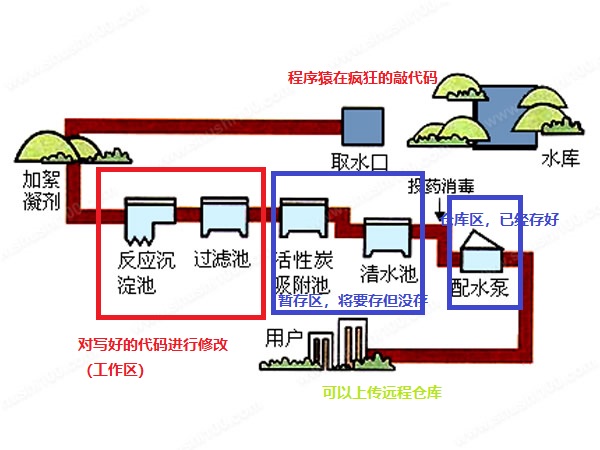 程序猿在疯狂的敲代码
取水口
水库
加絮
凝剂
投药消毒
仓库区，已经存好
反应沉
淀池
过滤池
活性炭
吸附池
清水池
配水泵
暂存区，将要存但没存
对写好的代码进行修改
（工作区）
用户
可以上传远程仓库